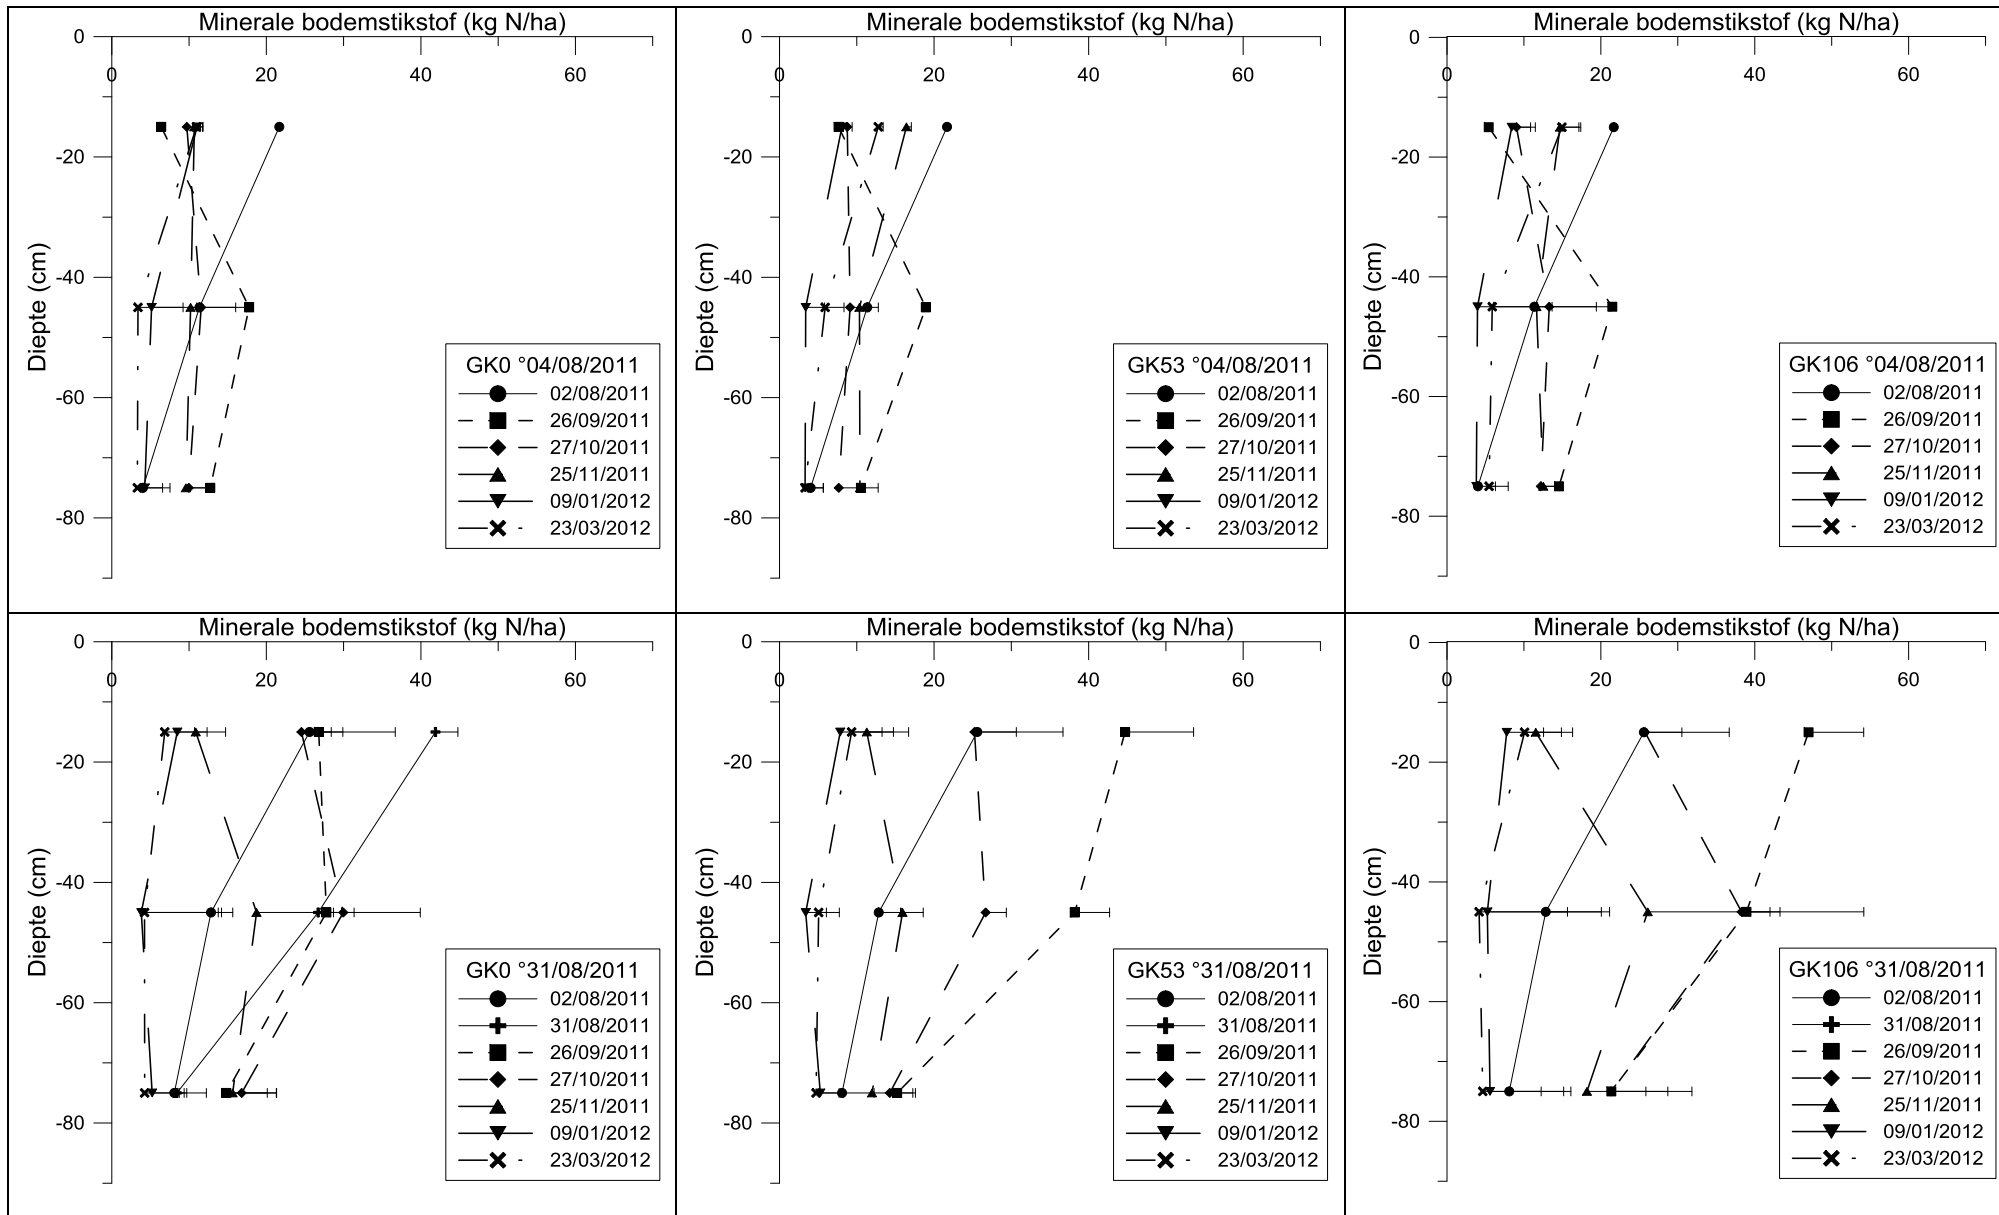 Minerale bodemstikstof (kg N/ha)
0
0 20 40 60
-20
-40
-60
-80
Diepte (cm)
GK0 °04/08/2011
02/08/2011
26/09/2011
27/10/2011
25/11/2011
09/01/2012
23/03/2012
Minerale bodemstikstof (kg N/ha)
0
0 20 40 60
-20
-40
-60
-80
Diepte (cm)
GK53 °04/08/2011
02/08/2011
26/09/2011
27/10/2011
25/11/2011
09/01/2012
23/03/2012
Minerale bodemstikstof (kg N/ha)
0
0 20 40 60
-20
-40
-60
-80
Diepte (cm)
GK106 °04/08/2011
02/08/2011
26/09/2011
27/10/2011
25/11/2011
09/01/2012
23/03/2012
Minerale bodemstikstof (kg N/ha)
0
0 20 40 60
-20
-40
-60
-80
Diepte (cm)
GK0 °31/08/2011
02/08/2011
31/08/2011
26/09/2011
27/10/2011
25/11/2011
09/01/2012
23/03/2012
Minerale bodemstikstof (kg N/ha)
0
0 20 40 60
-20
-40
-60
-80
Diepte (cm)
GK53 °31/08/2011
02/08/2011
31/08/2011
26/09/2011
27/10/2011
25/11/2011
09/01/2012
23/03/2012
Minerale bodemstikstof (kg N/ha)
0
0 20 40 60
-20
-40
-60
-80
Diepte (cm)
GK106 °31/08/2011
02/08/2011
31/08/2011
26/09/2011
27/10/2011
25/11/2011
09/01/2012
23/03/2012